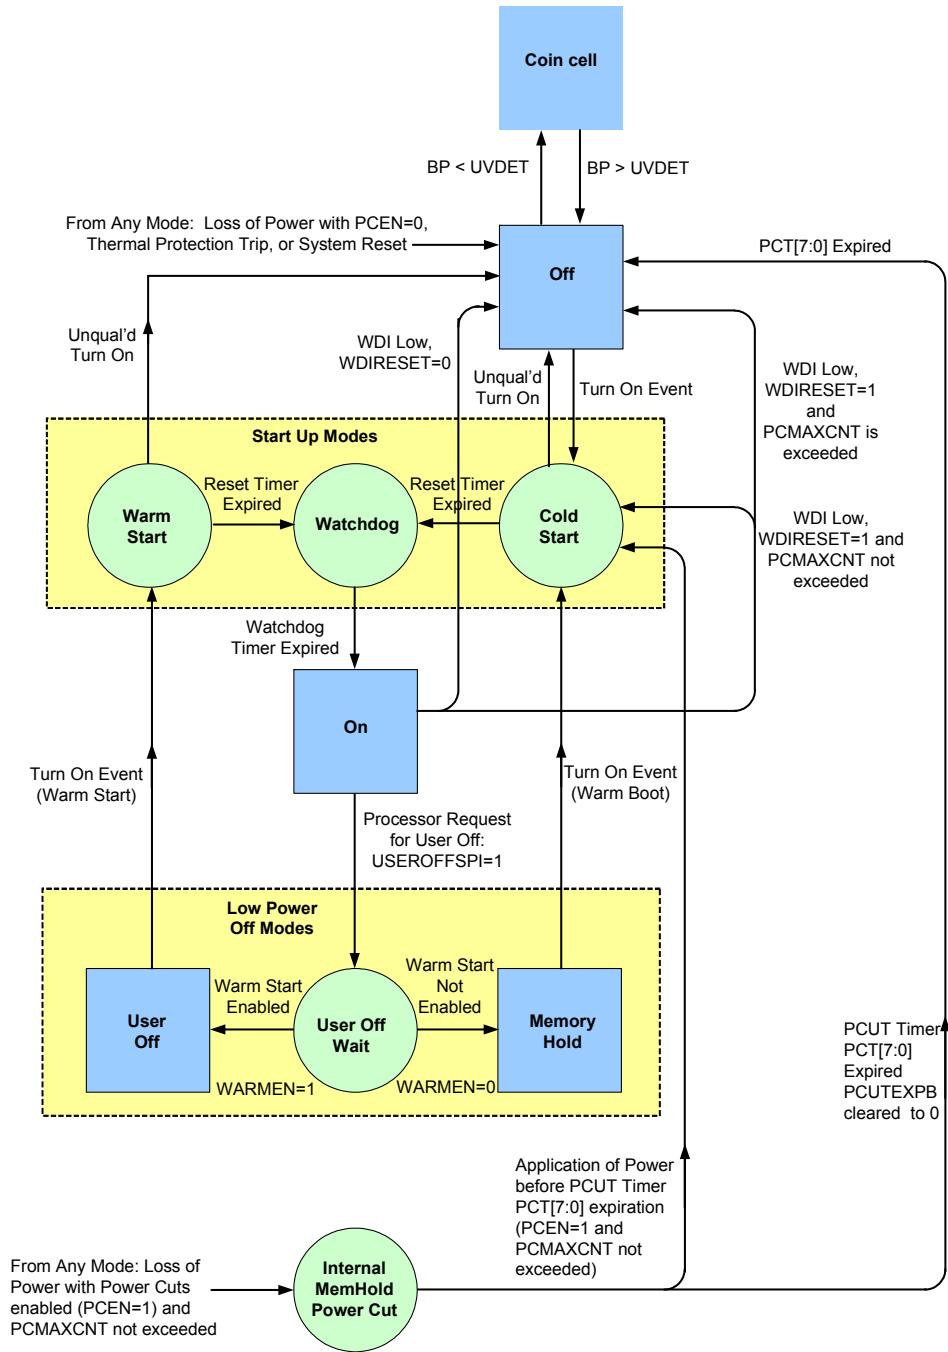 Coin cell
BP < UVDET
BP > UVDET
From Any Mode:  Loss of Power with PCEN=0,
Thermal Protection Trip, or System Reset
Off
PCT[7:0] Expired
Unqual'd
Turn On
WDI Low,
WDIRESET=0
Unqual'd
Turn On
Turn On Event
WDI Low,
WDIRESET=1
and
PCMAXCNT is
exceeded
Start Up Modes
Warm
Start
Reset Timer
Expired
Watchdog
Reset Timer
Expired
Cold
Start
WDI Low,
WDIRESET=1 and
PCMAXCNT not
exceeded
Watchdog
Timer Expired
On
Turn On Event
(Warm Start)
Turn On Event
(Warm Boot)
Processor Request
for User Off:
USEROFFSPI=1
Low Power
Off Modes
User
Off
Warm Start
Enabled
User Off
Wait
Warm Start
Not
Enabled
Memory
Hold
WARMEN=1
WARMEN=0
PCUT Timer
PCT[7:0]
Expired
PCUTEXPB
cleared  to 0
Application of Power
before PCUT Timer
PCT[7:0] expiration
(PCEN=1 and
PCMAXCNT not
exceeded)
From Any Mode: Loss of
Power with Power Cuts
enabled (PCEN=1) and
PCMAXCNT not exceeded
Internal
MemHold
Power Cut